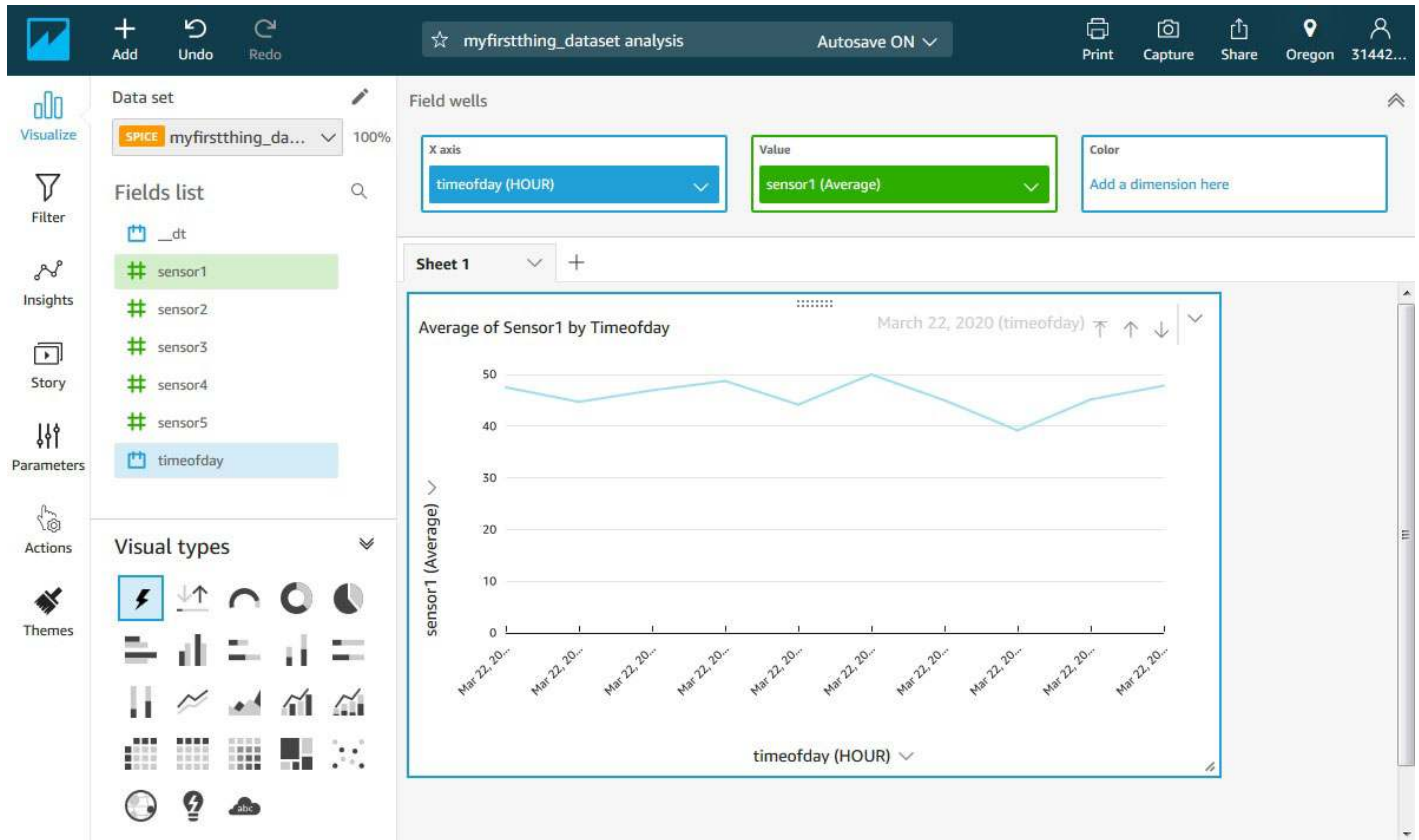 Add
Undo
Redo
myfirstthing_dataset analysis
Autosave ON
Print
Capture
Share
Oregon
31442...
Visualize
Filter
Insights
Story
Parameters
Actions
Themes
Data set
SPICE myfirstthing_da... 100%
Fields list
__dt
sensor1
sensor2
sensor3
sensor4
sensor5
timeofday
Visual types
abc
Field wells
X axis
timeofday (HOUR)
Value
sensor1 (Average)
Color
Add a dimension here
Sheet 1
Average of Sensor1 by Timeofday
March 22, 2020 (timeofday)
sensor1 (Average)
50
40
30
20
10
0
Mar 22, 20...
Mar 22, 20...
Mar 22, 20...
Mar 22, 20...
Mar 22, 20...
Mar 22, 20...
Mar 22, 20...
Mar 22, 20...
Mar 22, 20...
Mar 22, 20...
timeofday (HOUR)